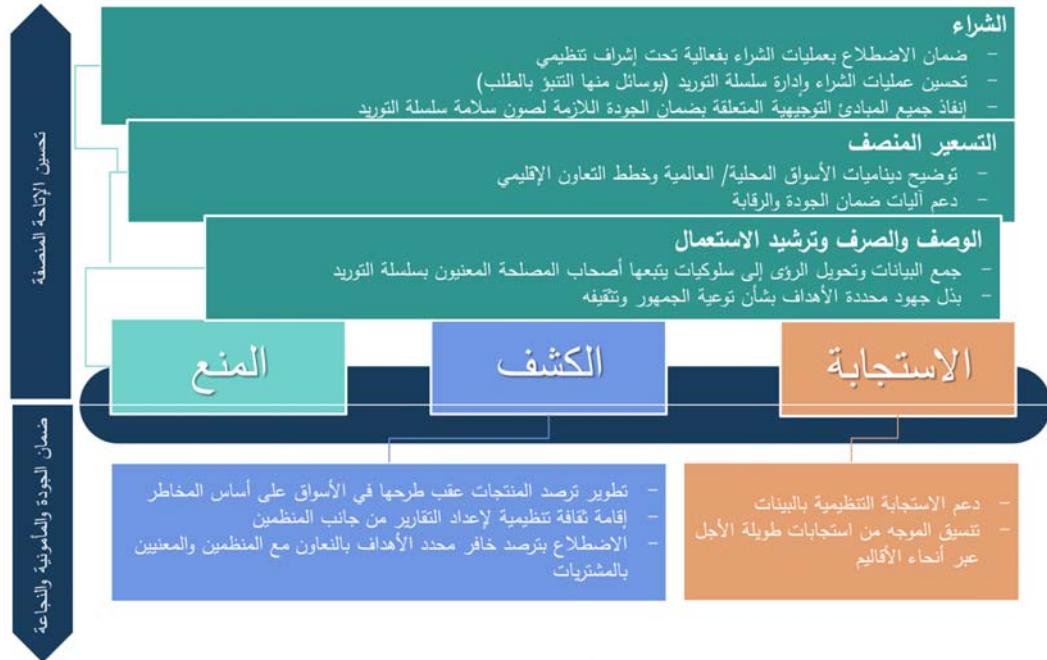 الشراء
– ضمان الاضطلاع بعمليات الشراء بفعالية تحت إشراف تنظيمي
– تحسين عمليات الشراء وإدارة سلسلة التوريد (بوسائل منها التنبؤ بالطلب)
– إنفاذ جميع المبادئ التوجيهية المتعلقة بضمان الجودة اللازمة لصون سلامة سلسلة التوريد
التسعير المنصف
– توضيح ديناميات الأسواق المحلية/ العالمية وخطط التعاون الإقليمي
– دعم آليات ضمان الجودة والرقابة
الوصف والصرف وترشيد الاستعمال
– جمع البيانات وتحويل الرؤى إلى سلوكيات يتبعها أصحاب المصلحة المعنيون بسلسلة التوريد
– بذل جهود محددة الأهداف بشأن توعية الجمهور وتثقيفه
تحسين الإتاحة المنصفة
الاستجابة
الكشف
المنع
ضمان الجودة والمأمونية والنجاعة
– دعم الاستجابة التنظيمية بالبينات
– تنسيق الموجه من استجابات طويلة الأجل
عبر أنحاء الأقاليم
– تطوير ترصد المنتجات عقب طرحها في الأسواق على أساس المخاطر
– إقامة ثقافة تنظيمية لإعداد التقارير من جانب المنظمين
– الاضطلاع بترصد خافر محدد الأهداف بالتعاون مع المنظمين والمعنيين
بالمشتريات